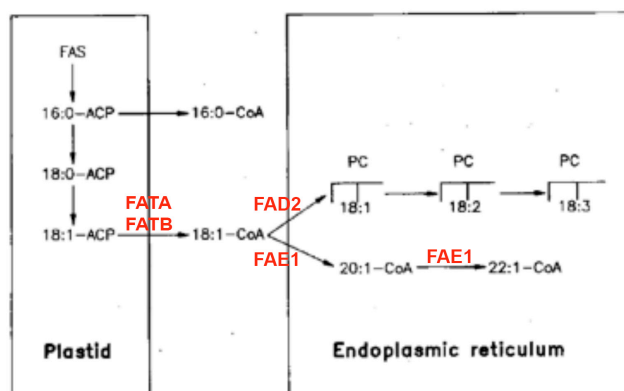 FAS
16:0-ACP
16:0-CoA
18:0-ACP
PC PC PC
18:1 18:2 18:3
FATA
FATB
FAD2
18:1-ACP
18:1-CoA
FAE1
20:1-CoA
FAE1
22:1-CoA
Plastid
Endoplasmic reticulum